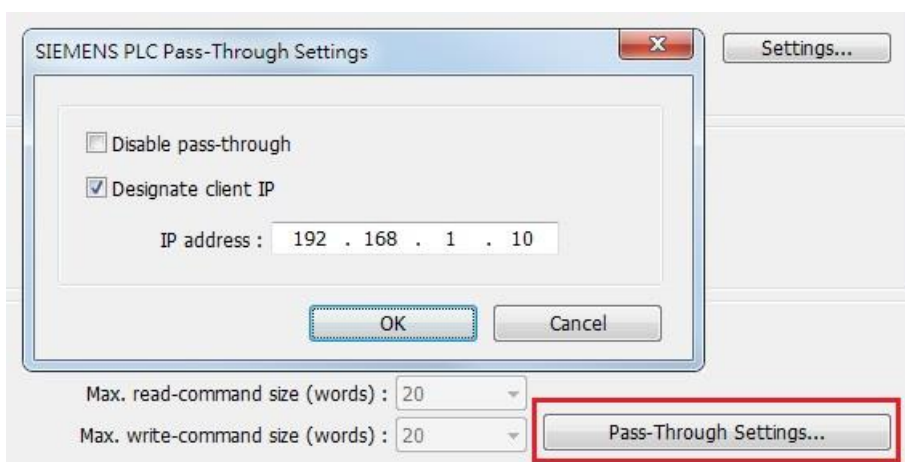 SIEMENS PLC Pass-Through Settings
Settings...
Disable pass-through
Designate client IP
IP address : 192 . 168 . 1 . 10
OK Cancel
Max. read-command size (words) : 20
Max. write-command size (words) : 20
Pass-Through Settings...